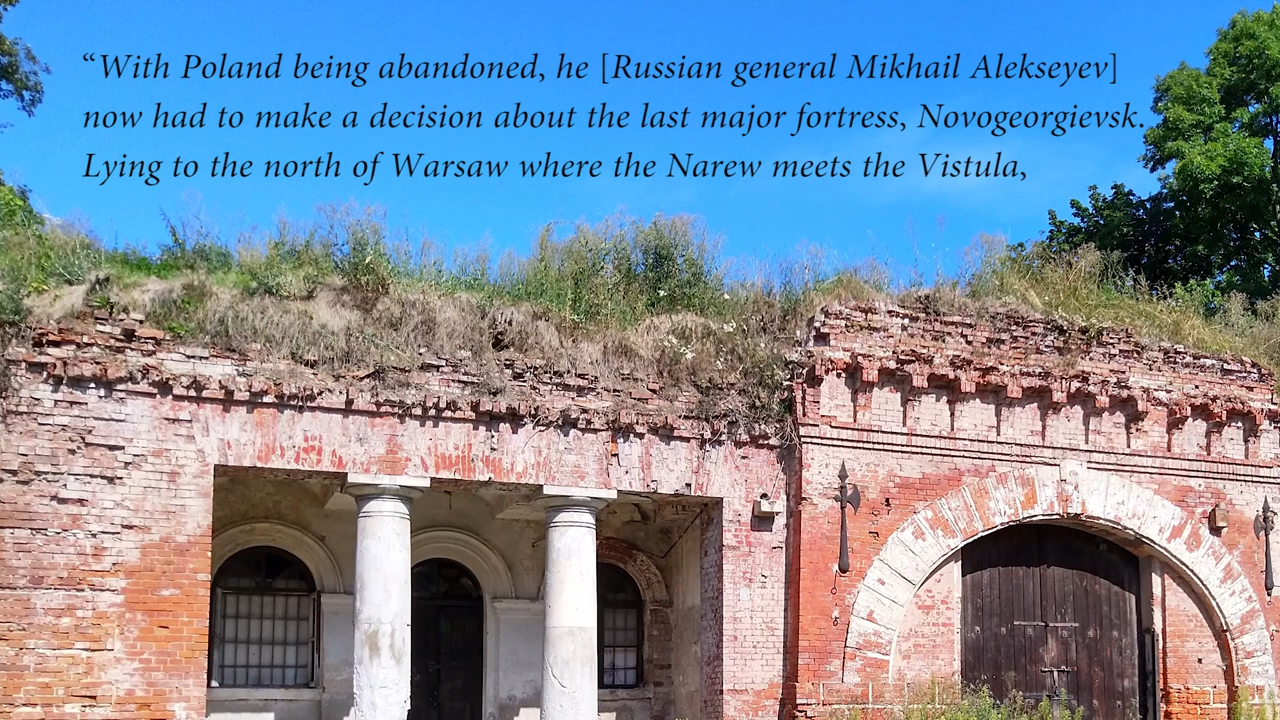 “With Poland being abandoned, he [Russian general Mikhail Alekseyev]
now had to make a decision about the last major fortress, Novogeorgievsk.
Lying to the north of Warsaw where the Narew meets the Vistula,